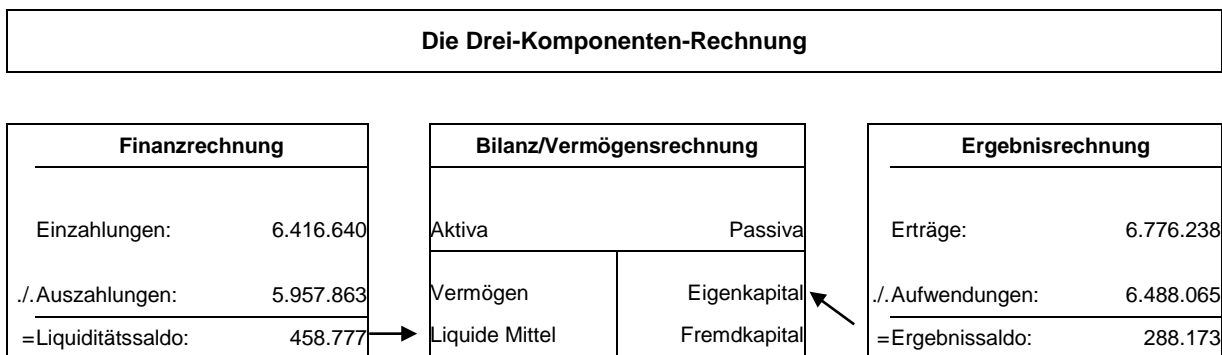 Die Drei-Komponenten-Rechnung
Finanzrechnung
Einzahlungen: 6.416.640
./.Auszahlungen: 5.957.863
=Liquiditätssaldo: 458.777
Bilanz/Vermögensrechnung
Aktiva Passiva
Vermögen Eigenkapital
Liquide Mittel Fremdkapital
Ergebnisrechnung
Erträge: 6.776.238
./.Aufwendungen: 6.488.065
=Ergebnissaldo: 288.173